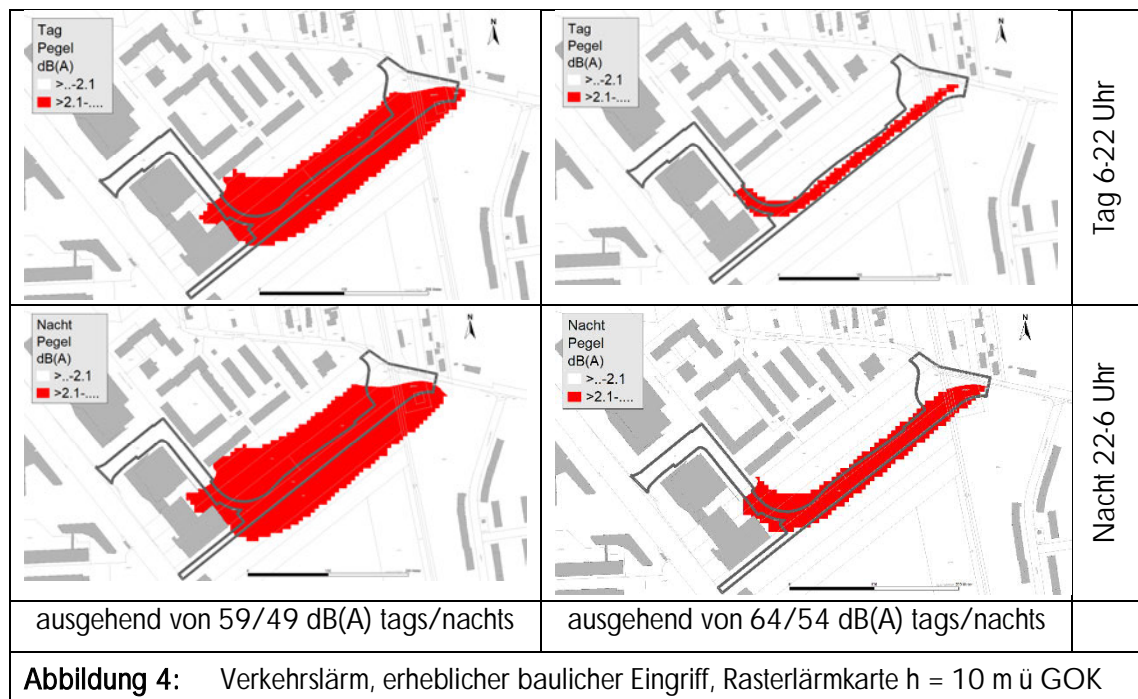 Tag
Pegel
dB(A)
>..-2.1
>2.1-....
N
Tag
Pegel
dB(A)
>..-2.1
>2.1-....
N
Tag 6-22 Uhr
Nacht
Pegel
dB(A)
>..-2.1
>2.1-....
N
Nacht
Pegel
dB(A)
>..-2.1
>2.1-....
N
Nacht 22-6 Uhr
ausgehend von 59/49 dB(A) tags/nachts
ausgehend von 64/54 dB(A) tags/nachts
Abbildung 4: Verkehrslärm, erheblicher baulicher Eingriff, Rasterlärmkarte h = 10 m ü GOK